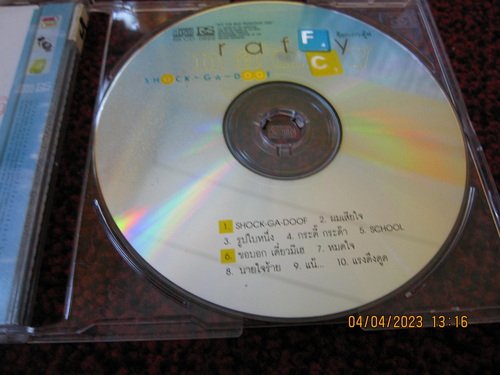 raffy
SHOCK-GA-DOOF
1. SHOCK-GA-DOOF 2. ผมเสียใจ
3. รูปใบหนึ่ง 4. กระดี้ กระด้า 5. SCHOOL
6. ขอบอก เดี๋ยวมีเฮ 7. หมดใจ
8. นายใจร้าย 9. แน้... 10. แรงดึงดูด
04/04/2023 13:16